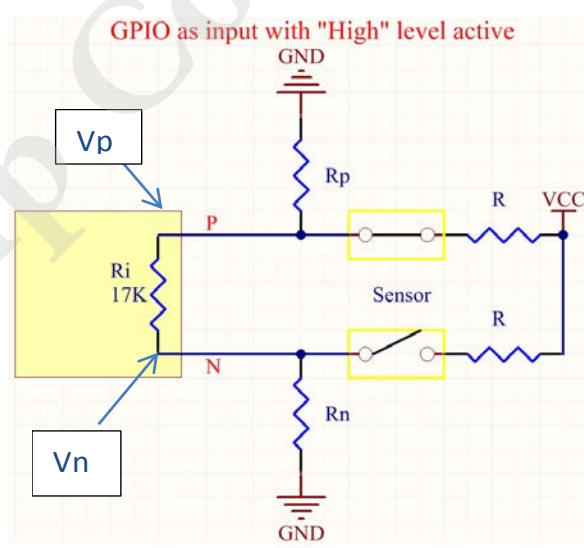 GPIO as input with "High" level active
GND
Vp
Rp
R
VCC
P
Ri
17K
Sensor
R
N
Rn
Vn
GND